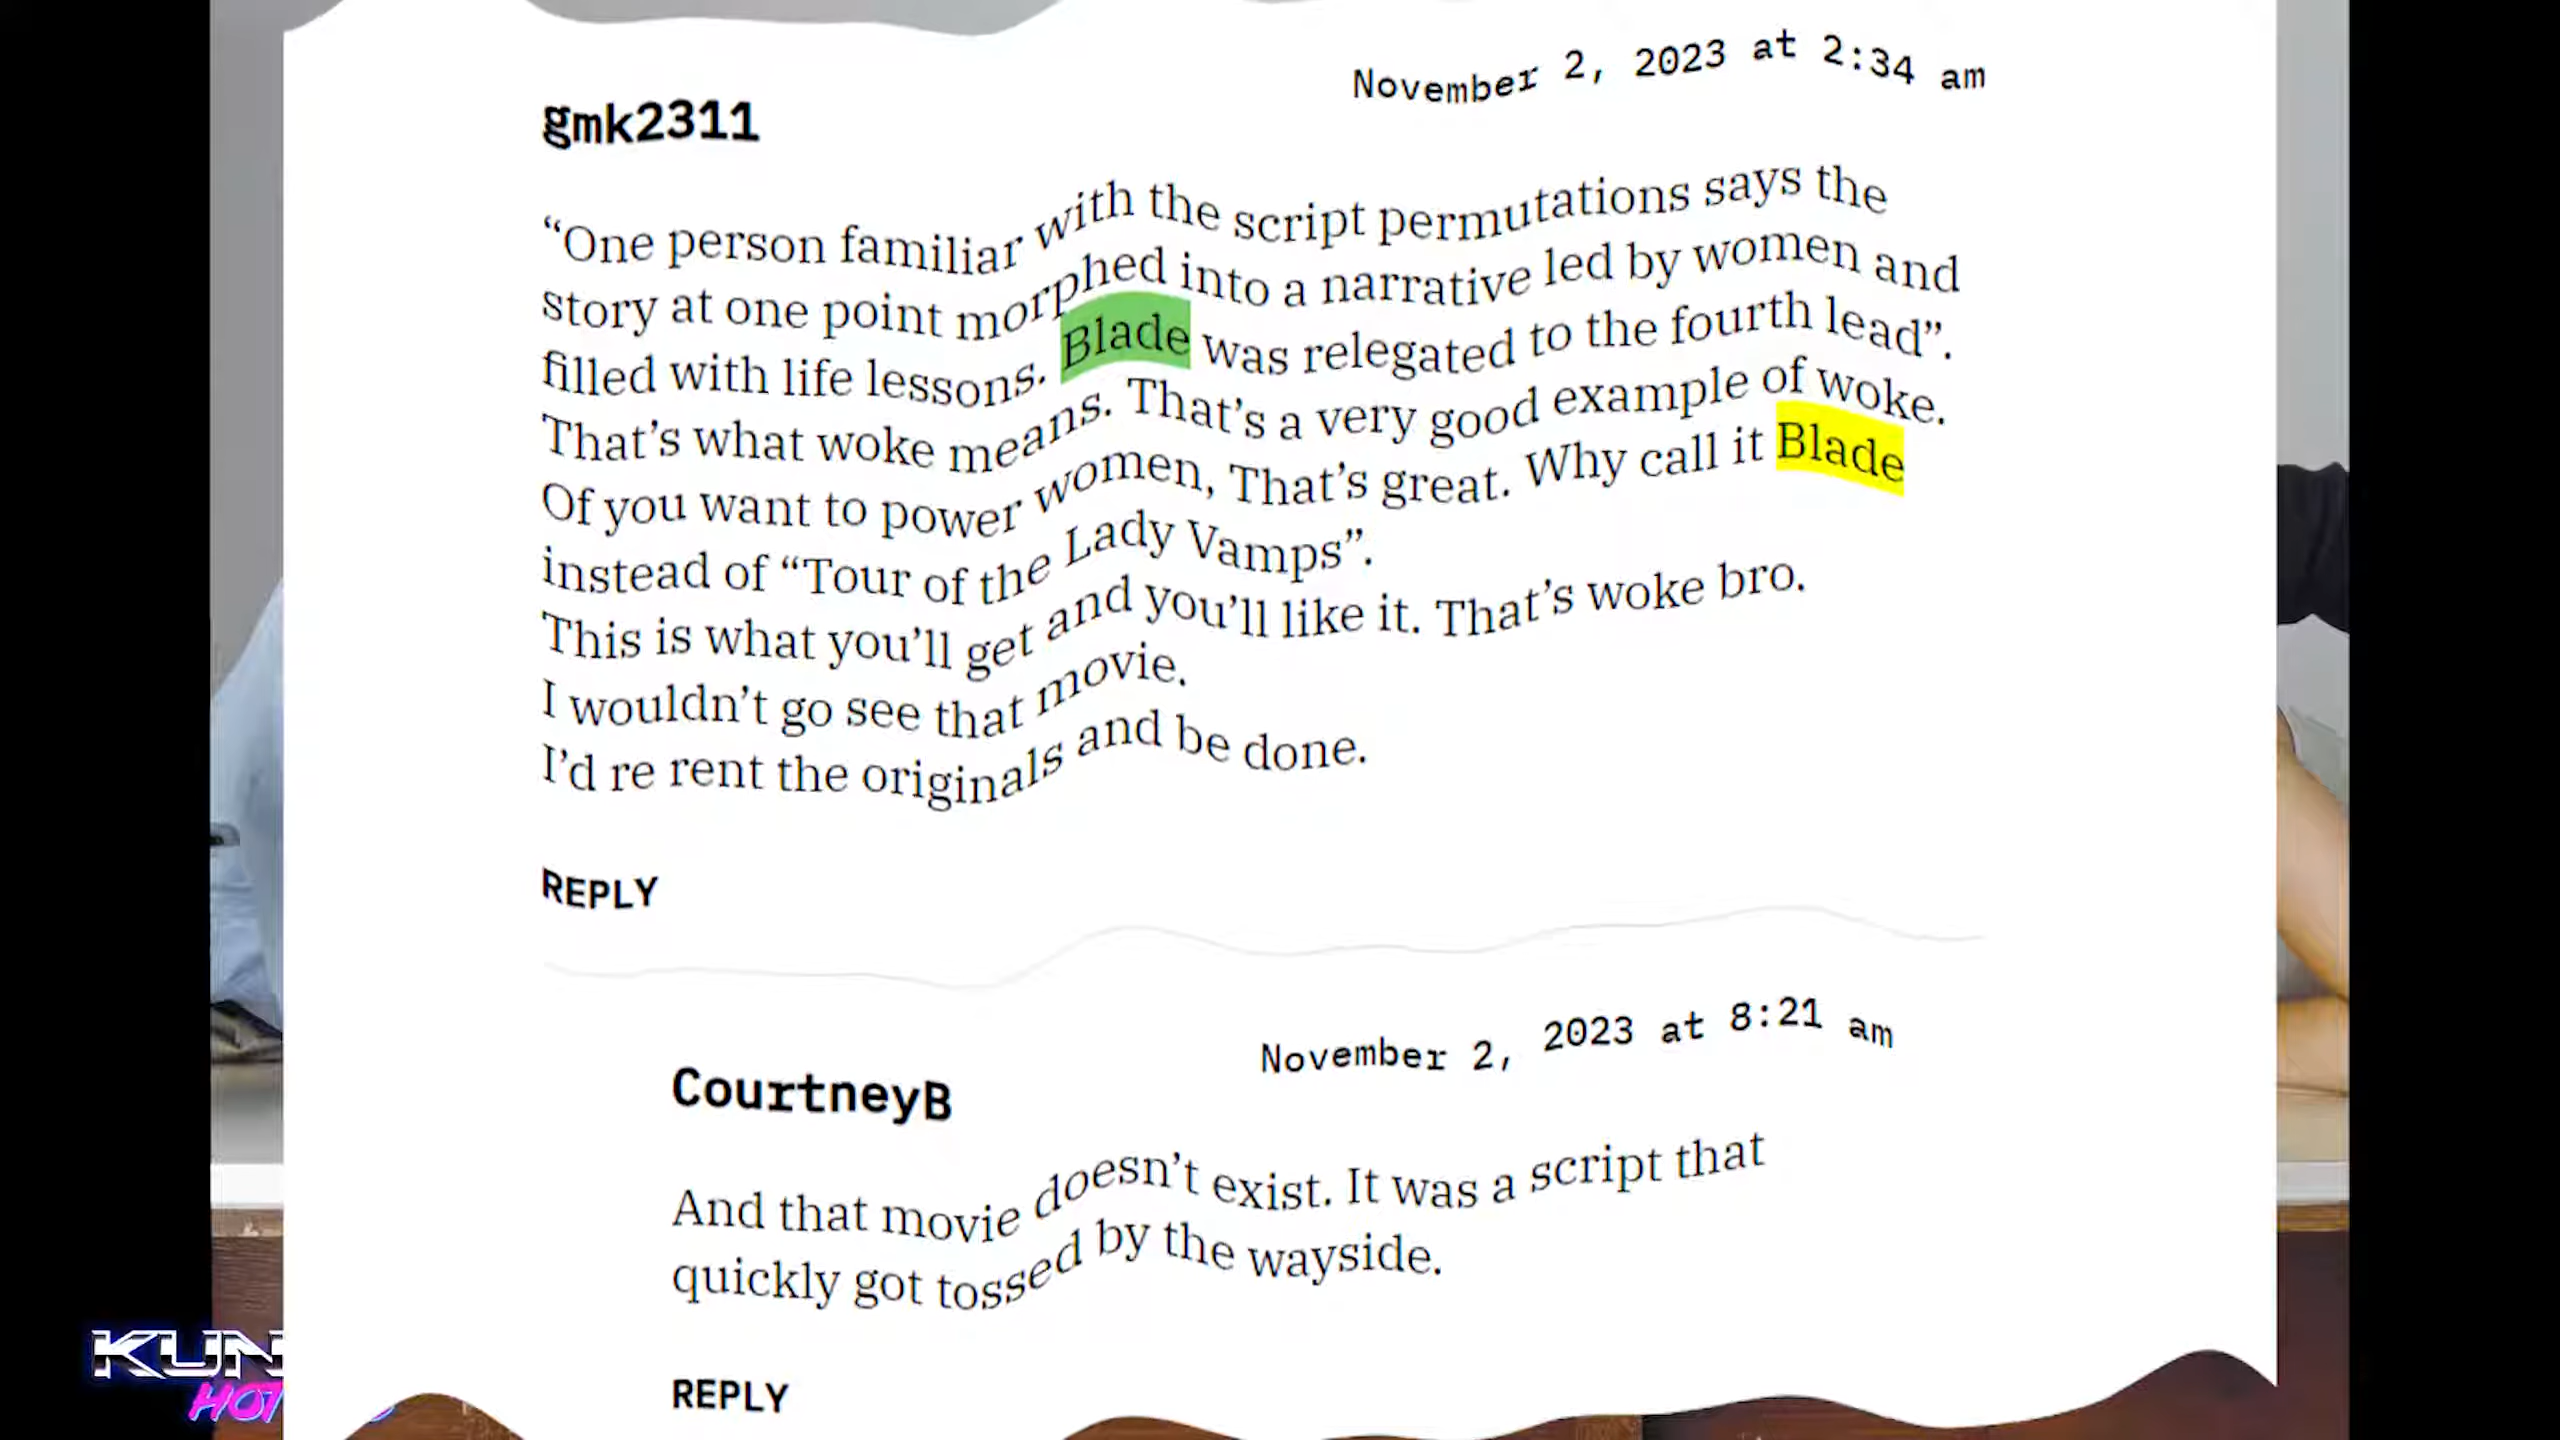 November 2, 2023 at 2:34 am
gmk2311
“One person familiar with the script permutations says the
story at one point morphed into a narrative led by women and
filled with life lessons. Blade was relegated to the fourth lead”.
That’s what woke means. That’s a very good example of woke.
Of you want to power women, That’s great. Why call it Blade
instead of “Tour of the Lady Vamps”.
This is what you’ll get and you’ll like it. That’s woke bro.
I wouldn’t go see that movie.
I’d re rent the originals and be done.
REPLY
November 2, 2023 at 8:21 am
CourtneyB
And that movie doesn’t exist. It was a script that
quickly got tossed by the wayside.
REPLY
KUN
HOT